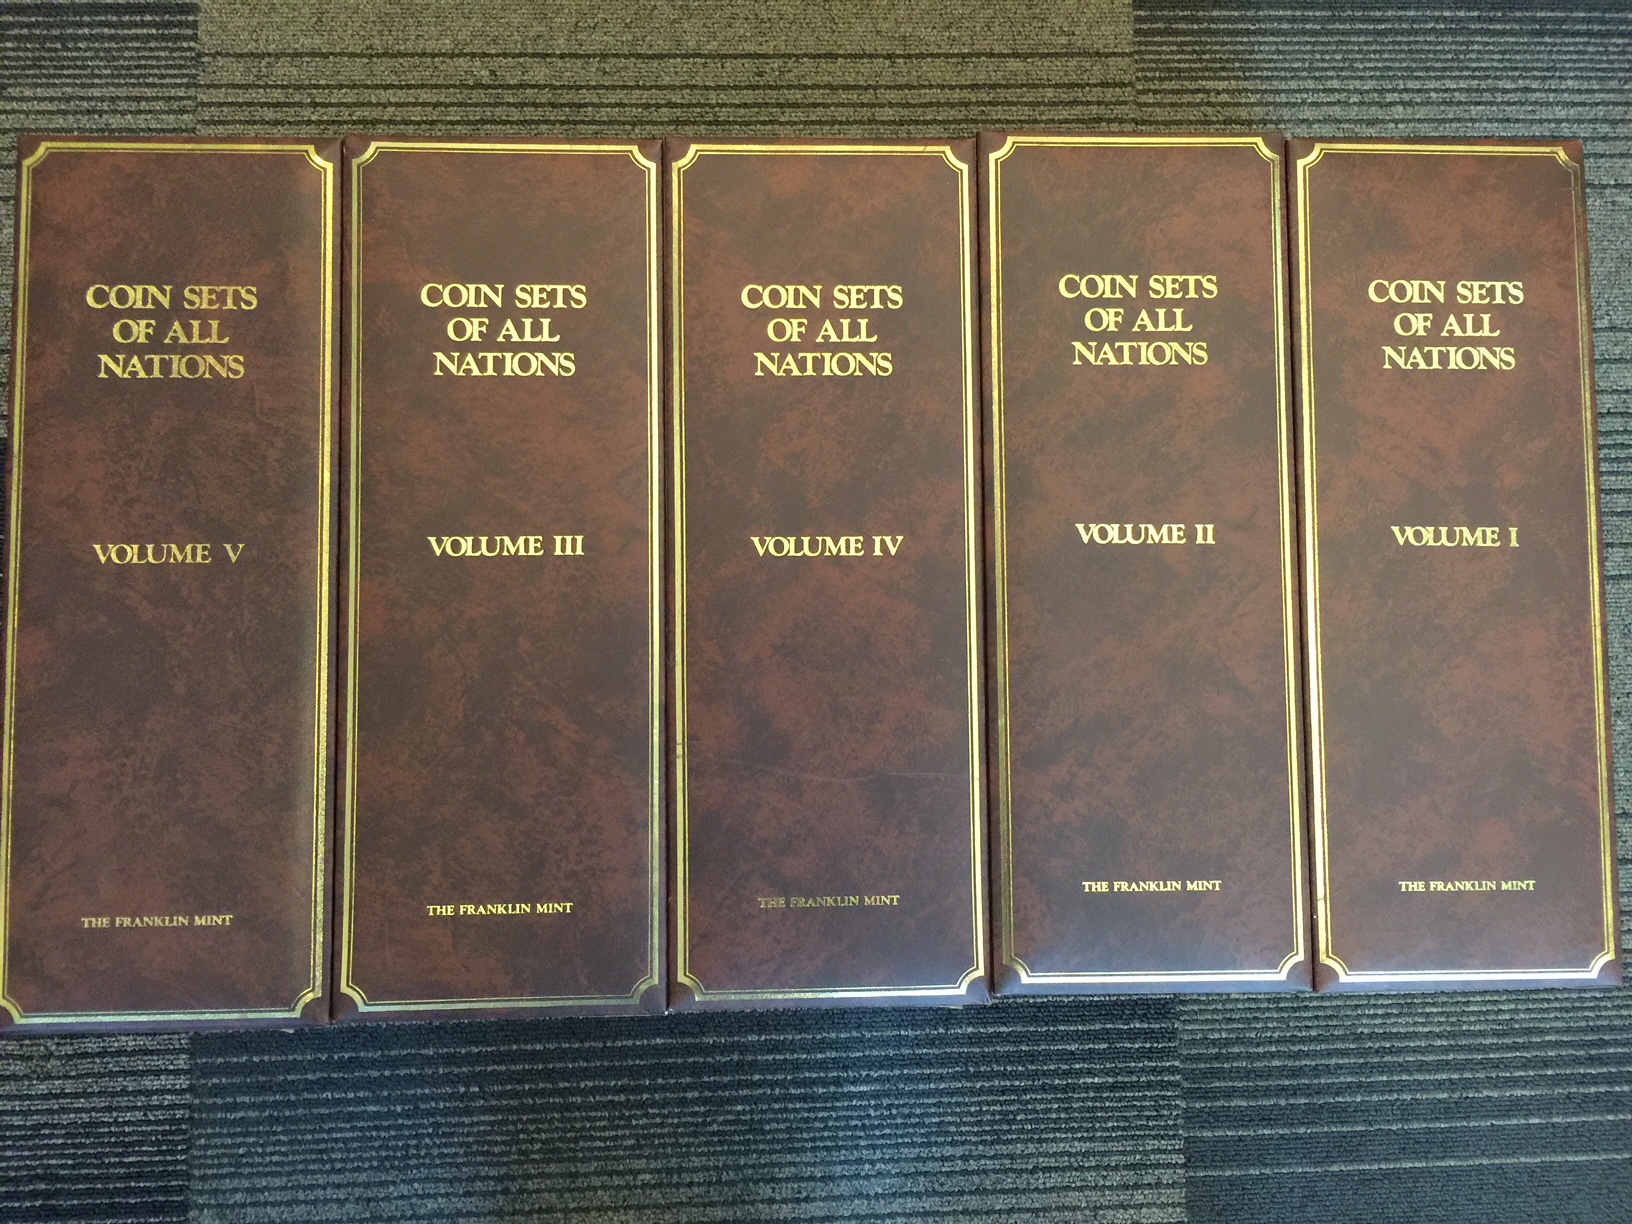 COIN SETS
OF ALL
NATIONS
VOLUME V
THE FRANKLIN MINT
COIN SETS
OF ALL
NATIONS
VOLUME III
THE FRANKLIN MINT
COIN SETS
OF ALL
NATIONS
VOLUME IV
THE FRANKLIN MINT
COIN SETS
OF ALL
NATIONS
VOLUME II
THE FRANKLIN MINT
COIN SETS
OF ALL
NATIONS
VOLUME I
THE FRANKLIN MINT